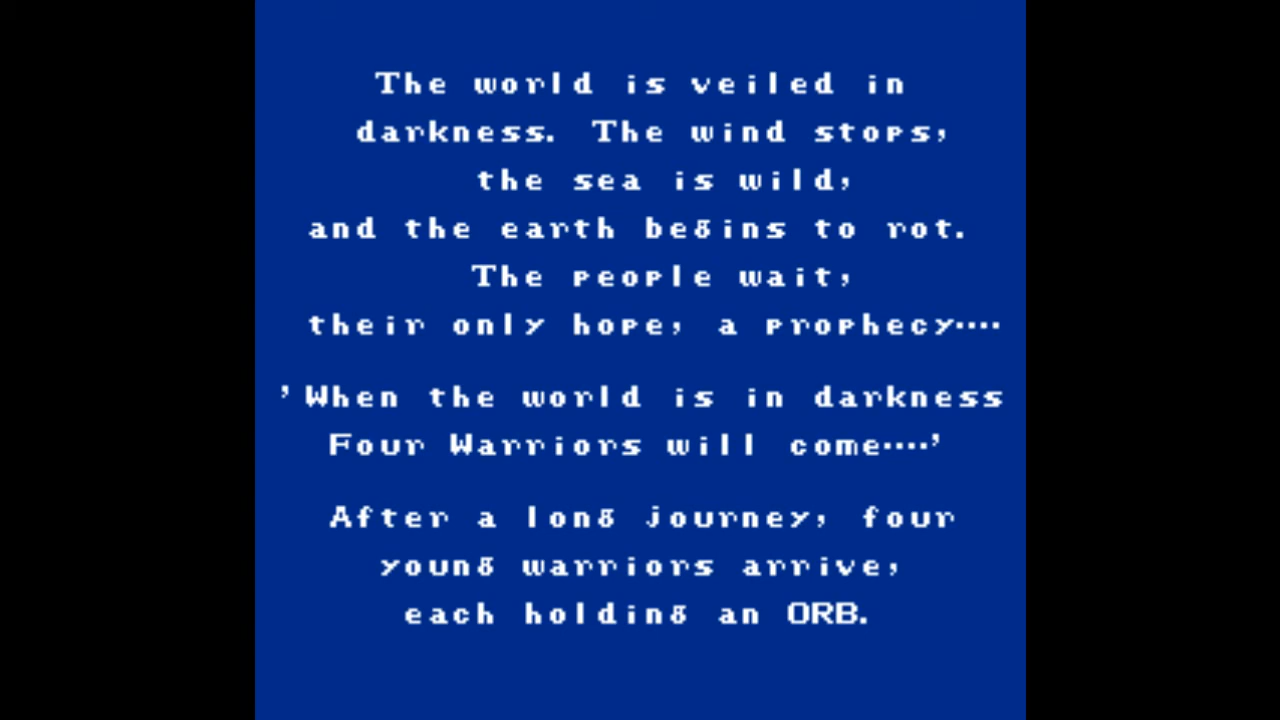 The world is veiled in
darkness. The wind stops,
the sea is wild,
and the earth begins to rot.
The people wait,
their only hope, a prophecy....
'When the world is in darkness
Four Warriors will come....'
After a long journey, four
young warriors arrive,
each holding an ORB.